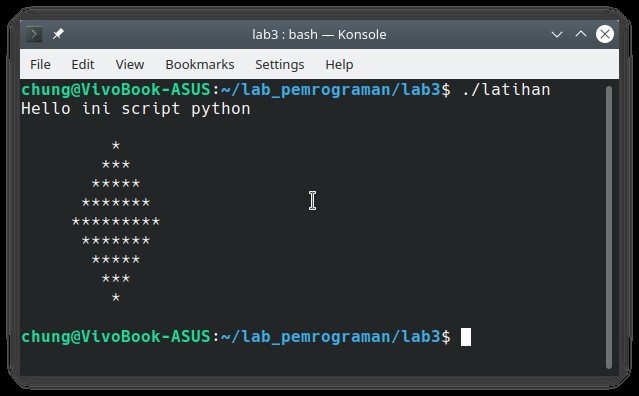 lab3 : bash — Konsole
File Edit View Bookmarks Settings Help
chung@VivoBook-ASUS:~/lab_pemrograman/lab3$ ./latihan
Hello ini script python

          *
         ***
        *****
       *******
      *********
       *******
        *****
         ***
          *

chung@VivoBook-ASUS:~/lab_pemrograman/lab3$